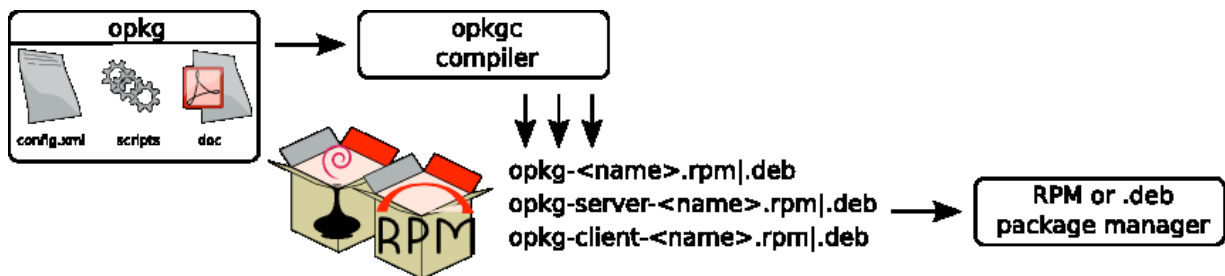 opkg
config.xml scripts doc
opkgc
compiler
opkg-<name>.rpm|.deb
opkg-server-<name>.rpm|.deb
opkg-client-<name>.rpm|.deb
RPM
RPM or .deb
package manager